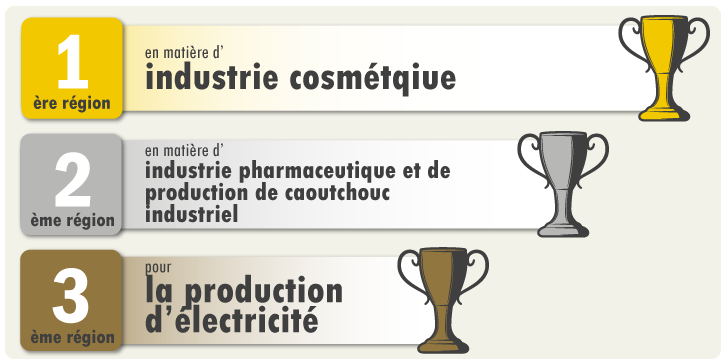 1
ère région
en matière d'
industrie cosmétqiue
2
ème région
en matière d'
industrie pharmaceutique et de
production de caoutchouc
industriel
3
ème région
pour
la production
d'électricité